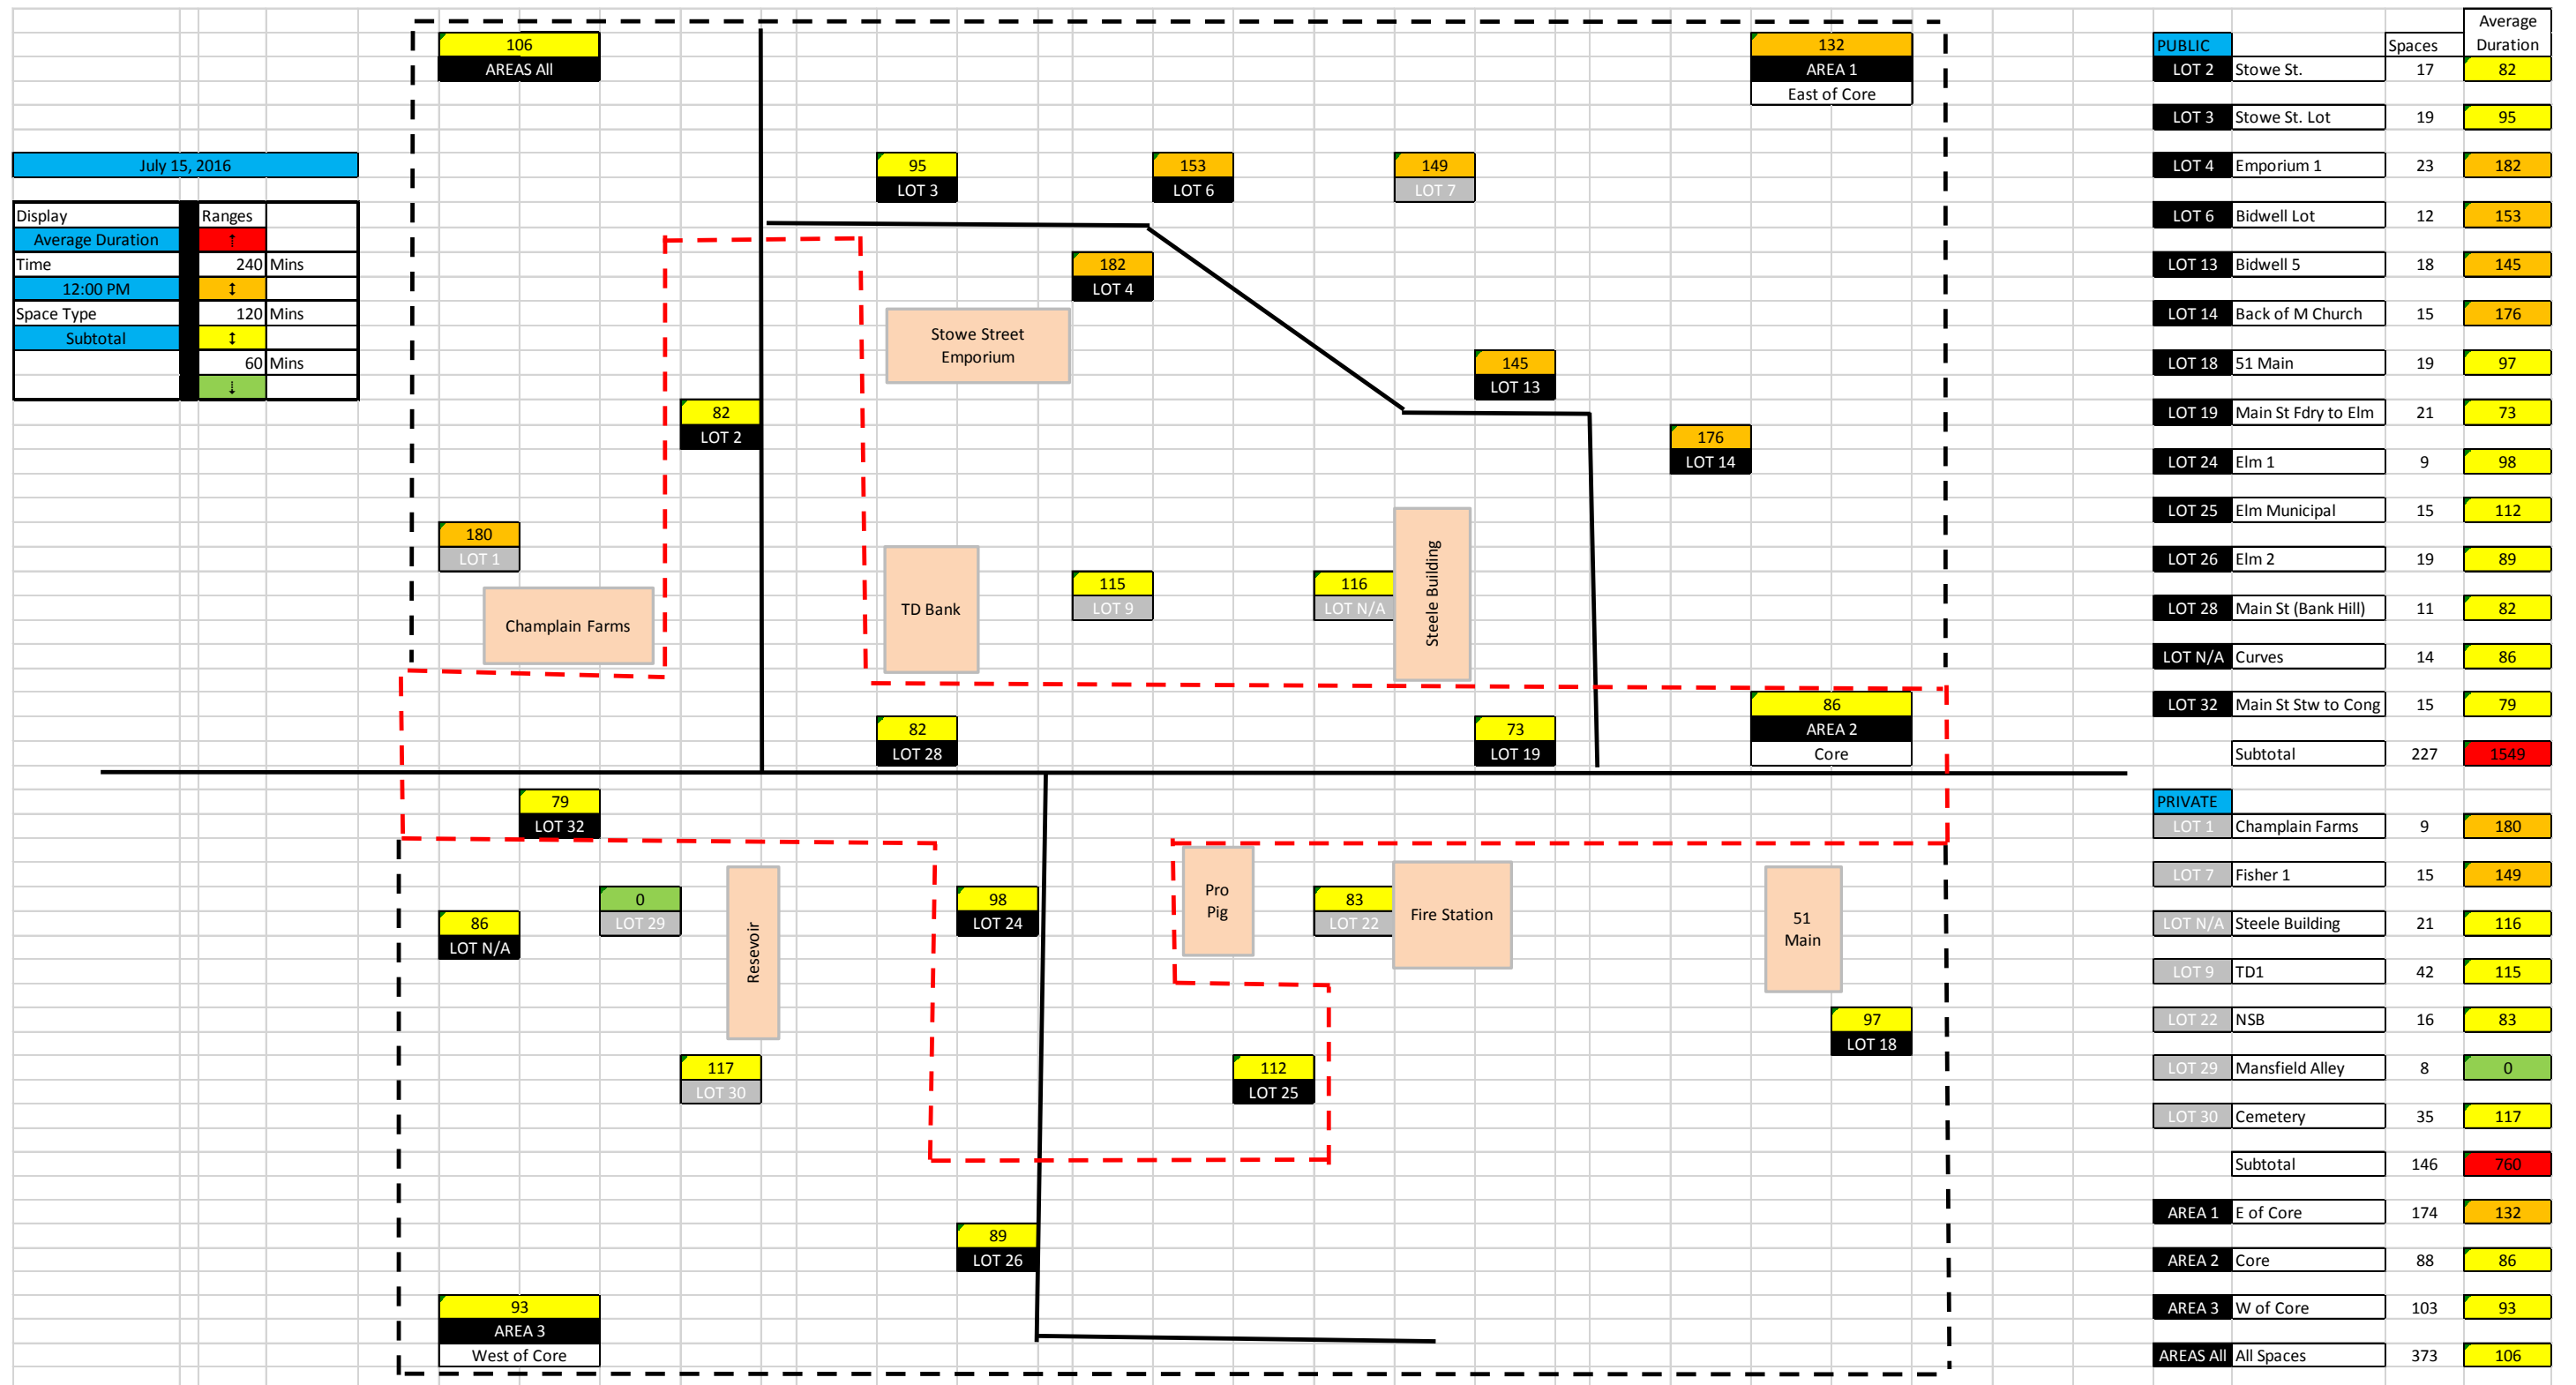 July 15, 2016
Display Ranges
Average Duration ↑
Time 240 Mins
12:00 PM ↕
Space Type 120 Mins
Subtotal ↕
60 Mins
↓
106
AREAS All
132
AREA 1
East of Core
95
LOT 3
153
LOT 6
149
LOT 7
182
LOT 4
Stowe Street
Emporium
145
LOT 13
82
LOT 2
176
LOT 14
180
LOT 1
Champlain Farms
TD Bank
115
LOT 9
116
LOT N/A
Steele Building
86
AREA 2
Core
82
LOT 28
73
LOT 19
79
LOT 32
86
LOT N/A
0
LOT 29
Resevoir
98
LOT 24
Pro
Pig
83
LOT 22
Fire Station
51
Main
97
LOT 18
117
LOT 30
112
LOT 25
89
LOT 26
93
AREA 3
West of Core
Average
PUBLIC Spaces Duration
LOT 2 Stowe St. 17 82
LOT 3 Stowe St. Lot 19 95
LOT 4 Emporium 1 23 182
LOT 6 Bidwell Lot 12 153
LOT 13 Bidwell 5 18 145
LOT 14 Back of M Church 15 176
LOT 18 51 Main 19 97
LOT 19 Main St Fdry to Elm 21 73
LOT 24 Elm 1 9 98
LOT 25 Elm Municipal 15 112
LOT 26 Elm 2 19 89
LOT 28 Main St (Bank Hill) 11 82
LOT N/A Curves 14 86
LOT 32 Main St Stw to Cong 15 79
Subtotal 227 1549
PRIVATE
LOT 1 Champlain Farms 9 180
LOT 7 Fisher 1 15 149
LOT N/A Steele Building 21 116
LOT 9 TD1 42 115
LOT 22 NSB 16 83
LOT 29 Mansfield Alley 8 0
LOT 30 Cemetery 35 117
Subtotal 146 760
AREA 1 E of Core 174 132
AREA 2 Core 88 86
AREA 3 W of Core 103 93
AREAS All All Spaces 373 106